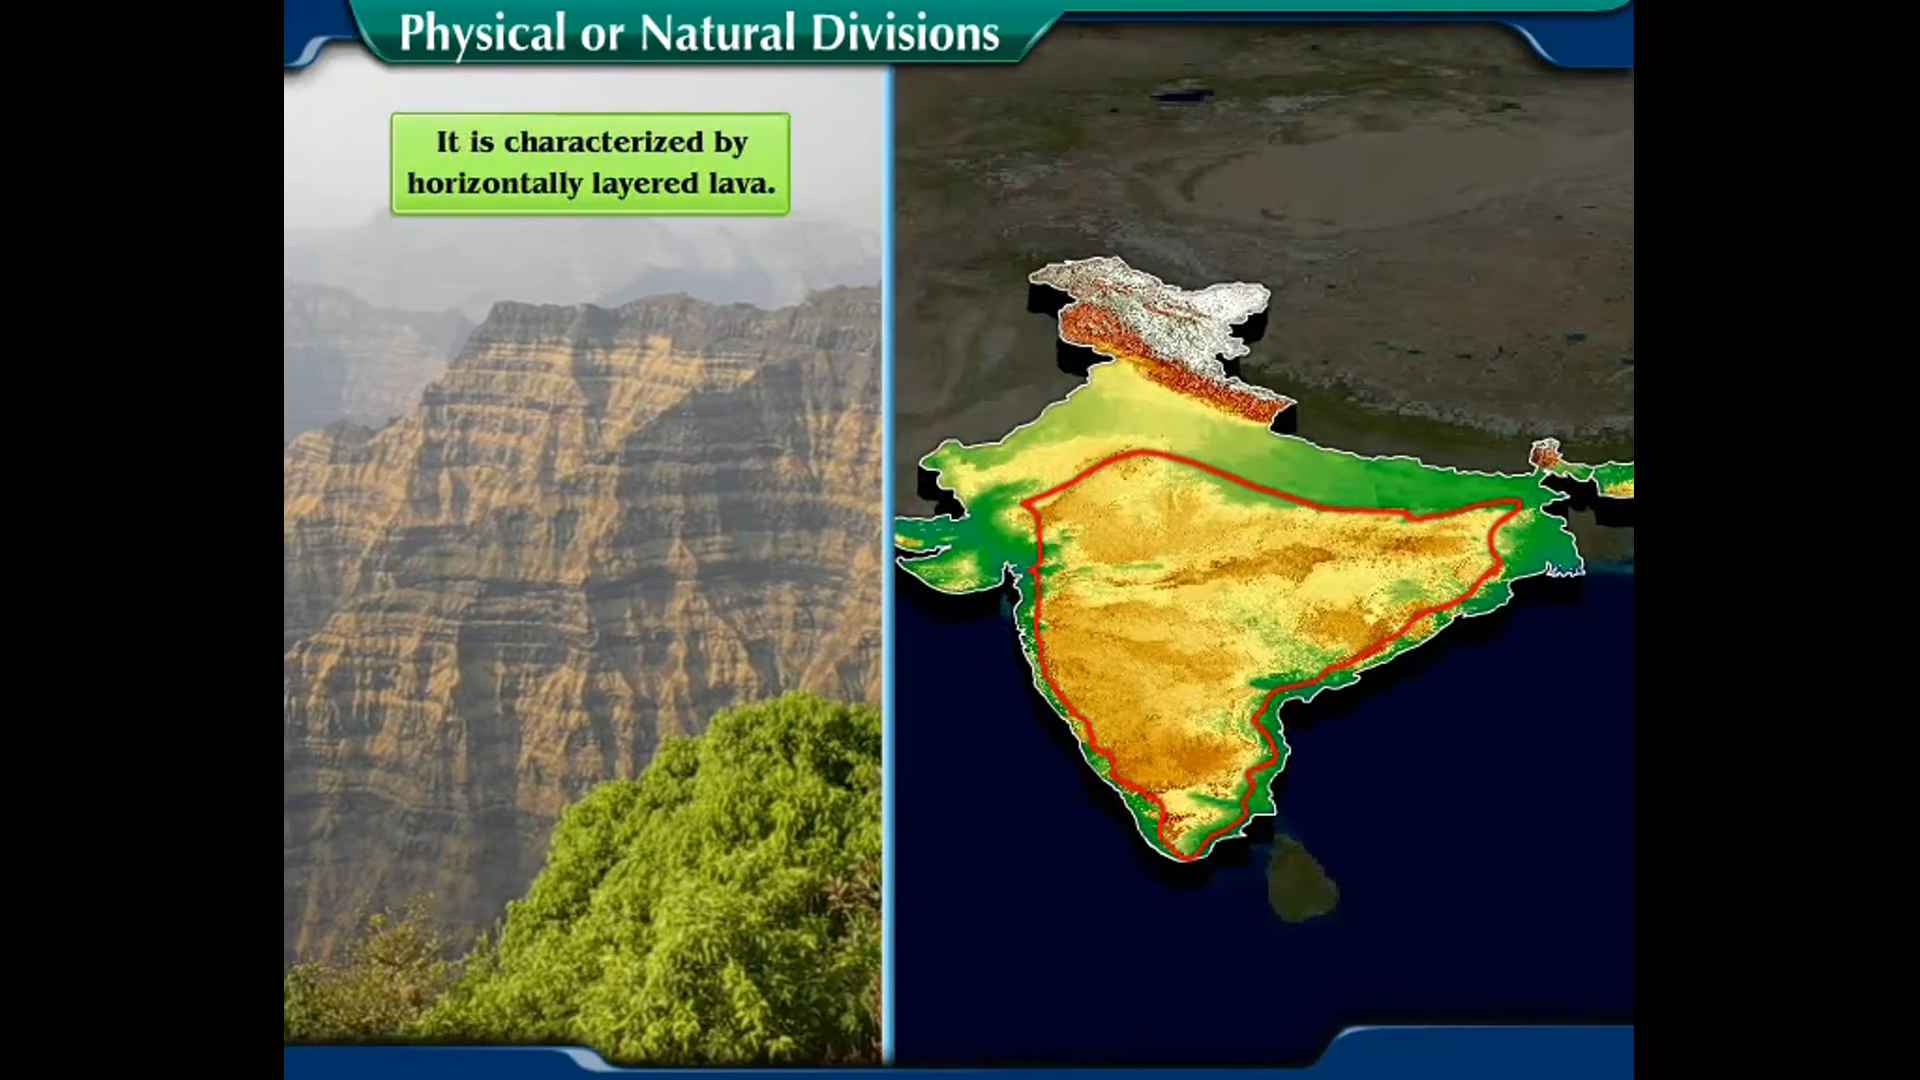 Physical or Natural Divisions
It is characterized by
horizontally layered lava.